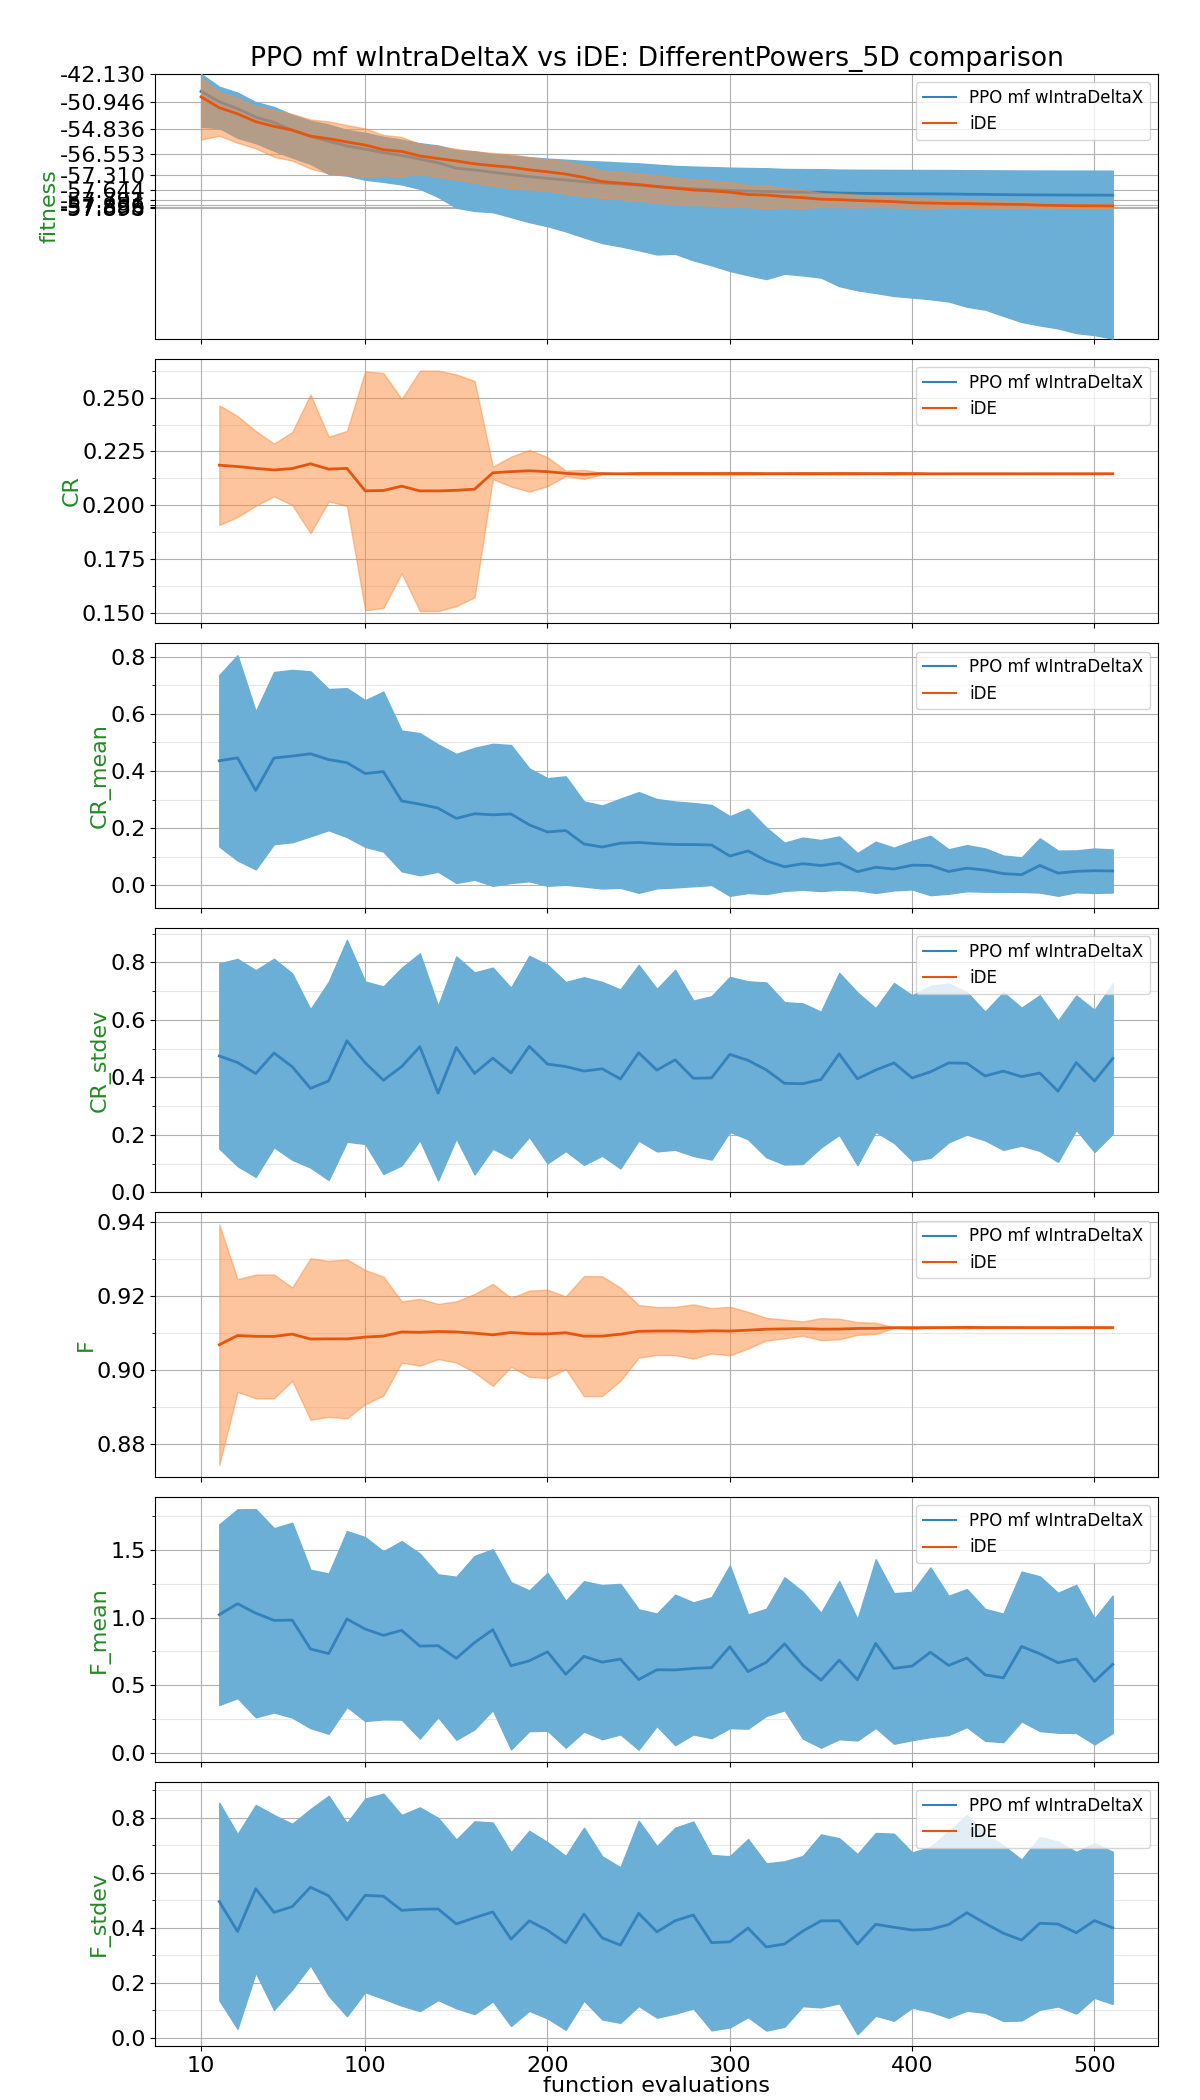 PPO mf wIntraDeltaX vs iDE: DifferentPowers_5D comparison
fitness
-42.130
-50.946
-54.836
-56.553
-57.310
-57.644
PPO mf wIntraDeltaX
iDE
CR
0.250
0.225
0.200
0.175
0.150
PPO mf wIntraDeltaX
iDE
CR_mean
0.8
0.6
0.4
0.2
0.0
PPO mf wIntraDeltaX
iDE
CR_stdev
0.8
0.6
0.4
0.2
0.0
PPO mf wIntraDeltaX
iDE
F
0.94
0.92
0.90
0.88
PPO mf wIntraDeltaX
iDE
F_mean
1.5
1.0
0.5
0.0
PPO mf wIntraDeltaX
iDE
F_stdev
0.8
0.6
0.4
0.2
0.0
PPO mf wIntraDeltaX
iDE
10 100 200 300 400 500
function evaluations